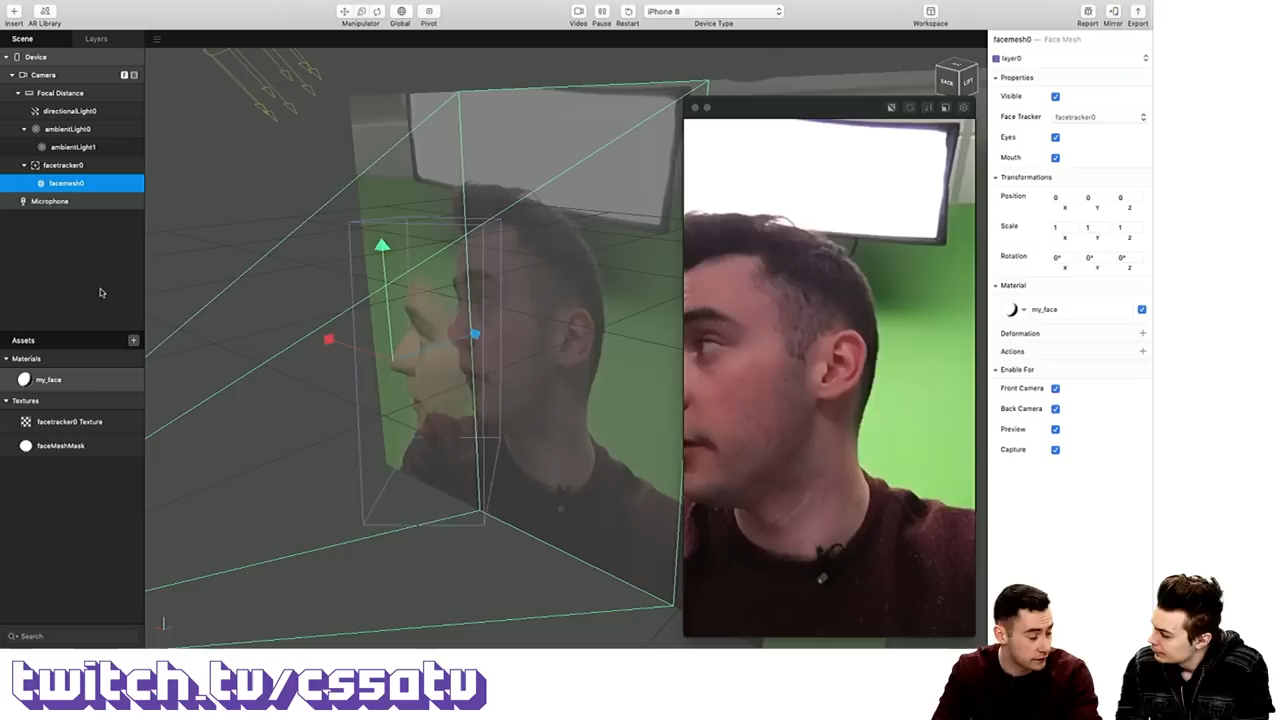 Insert
AR Library
Manipulator
Global
Pivot
Video
Pause
Restart
iPhone 8
Device Type
Workspace
Report
Mirror
Export
Scene
Layers
Device
Camera
Focal Distance
directionalLight0
ambientLight0
ambientLight1
facetracker0
facemesh0
Microphone
Assets
Materials
my_face
Textures
facetracker0 Texture
faceMeshMask
Search
BACK
LEFT
facemesh0 — Face Mesh
layer0
Properties
Visible
Face Tracker
facetracker0
Eyes
Mouth
Transformations
Position
0 0 0
X Y Z
Scale
1 1 1
X Y Z
Rotation
0° 0° 0°
X Y Z
Material
my_face
Deformation
Actions
Enable For
Front Camera
Back Camera
Preview
Capture
twitch.tv/cssatv